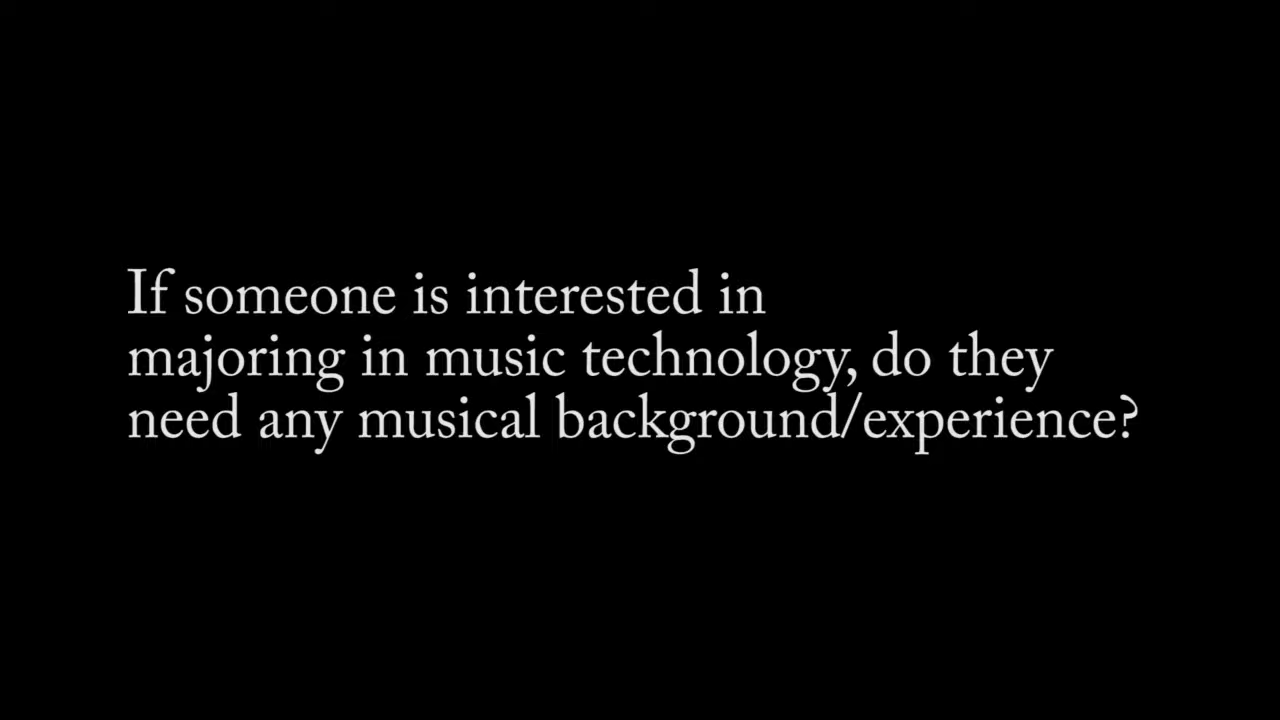 If someone is interested in
majoring in music technology, do they
need any musical background/experience?